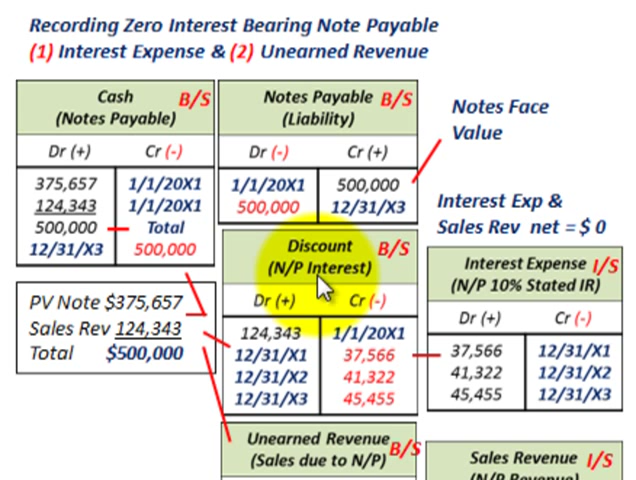 Recording Zero Interest Bearing Note Payable
(1) Interest Expense & (2) Unearned Revenue
Cash B/S
(Notes Payable)
Dr (+) Cr (-)
375,657 1/1/20X1
124,343 1/1/20X1
500,000 Total
12/31/X3 500,000
Notes Payable B/S
(Liability)
Dr (-) Cr (+)
1/1/20X1 500,000
500,000 12/31/X3
Notes Face
Value
Interest Exp &
Sales Rev net = $ 0
Discount B/S
(N/P Interest)
Dr (+) Cr (-)
124,343 1/1/20X1
12/31/X1 37,566
12/31/X2 41,322
12/31/X3 45,455
Interest Expense I/S
(N/P 10% Stated IR)
Dr (+) Cr (-)
37,566 12/31/X1
41,322 12/31/X2
45,455 12/31/X3
PV Note $375,657
Sales Rev 124,343
Total $500,000
Unearned Revenue B/S
(Sales due to N/P)
Sales Revenue I/S
(N/P Revenue)